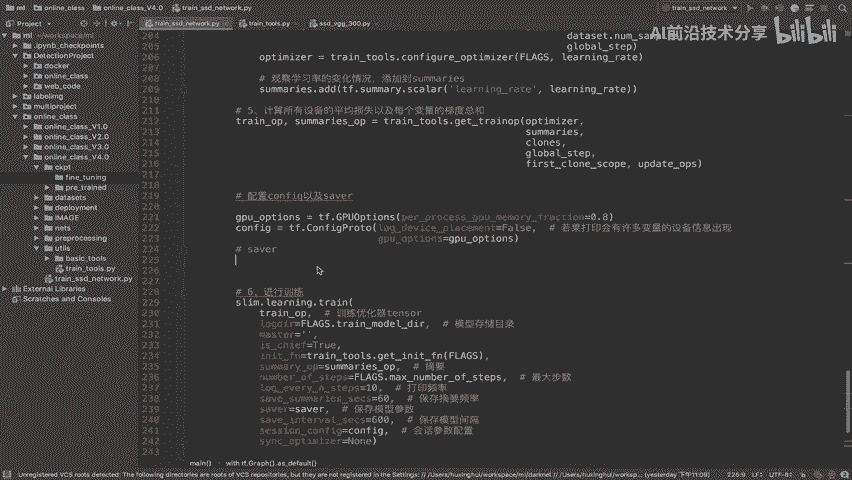 ml online_class online_class_V4.0 train_ssd_network.py train_ssd_network
Project train_ssd_network.py train_tools.py ssd_vgg_300.py
AI前沿技术分享 bilibili
ml ~/workspace/ml
.ipynb_checkpoints
DetectionProject
docker
online_class
web_code
labelimg
multiproject
online_class
online_class_V1.0
online_class_V2.0
online_class_V3.0
online_class_V4.0
ckpt
fine_tuning
pre_trained
datasets
deployment
IMAGE
nets
preprocessing
utils
basic_tools
train_tools.py
train_ssd_network.py
External Libraries
Scratches and Consoles
204 dataset.num_sam
205 global_step)
206 optimizer = train_tools.configure_optimizer(FLAGS, learning_rate)
207
208 # 观察学习率的变化情况，添加到summaries
209 summaries.add(tf.summary.scalar('learning_rate', learning_rate))
210
211 # 5、计算所有设备的平均损失以及每个变量的梯度总和
212 train_op, summaries_op = train_tools.get_trainop(optimizer,
213 summaries,
214 clones,
215 global_step,
216 first_clone_scope, update_ops)
217
218
219 # 配置config以及saver
220
221 gpu_options = tf.GPUOptions(per_process_gpu_memory_fraction=0.8)
222 config = tf.ConfigProto(log_device_placement=False, # 若果打印会有许多变量的设备信息出现
223 gpu_options=gpu_options)
224 # saver
225
226
227
228 # 6、进行训练
229 slim.learning.train(
230 train_op, # 训练优化器tensor
231 logdir=FLAGS.train_model_dir, # 模型存储目录
232 master='',
233 is_chief=True,
234 init_fn=train_tools.get_init_fn(FLAGS),
235 summary_op=summaries_op, # 摘要
236 number_of_steps=FLAGS.max_number_of_steps, # 最大步数
237 log_every_n_steps=10, # 打印频率
238 save_summaries_secs=60, # 保存摘要频率
239 saver=saver, # 保存模型参数
240 save_interval_secs=600, # 保存模型间隔
241 session_config=config, # 会话参数配置
242 sync_optimizer=None)
243
main() with tf.Graph().as_default()
Unregistered VCS roots detected: The following directories are roots of VCS repositories, but they are not registered in the Settings: // /Users/huxinghui/workspace/ml/darknet // /Users/huxinghui/worksp... (yesterday 下午11:09)